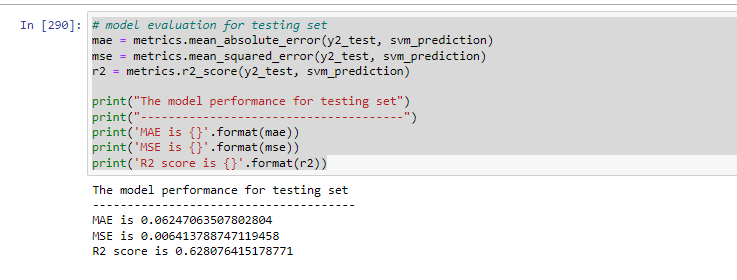 In [290]: # model evaluation for testing set
mae = metrics.mean_absolute_error(y2_test, svm_prediction)
mse = metrics.mean_squared_error(y2_test, svm_prediction)
r2 = metrics.r2_score(y2_test, svm_prediction)
print("The model performance for testing set")
print("--------------------------------------")
print('MAE is {}'.format(mae))
print('MSE is {}'.format(mse))
print('R2 score is {}'.format(r2))
The model performance for testing set
--------------------------------------
MAE is 0.06247063507802804
MSE is 0.006413788747119458
R2 score is 0.628076415178771